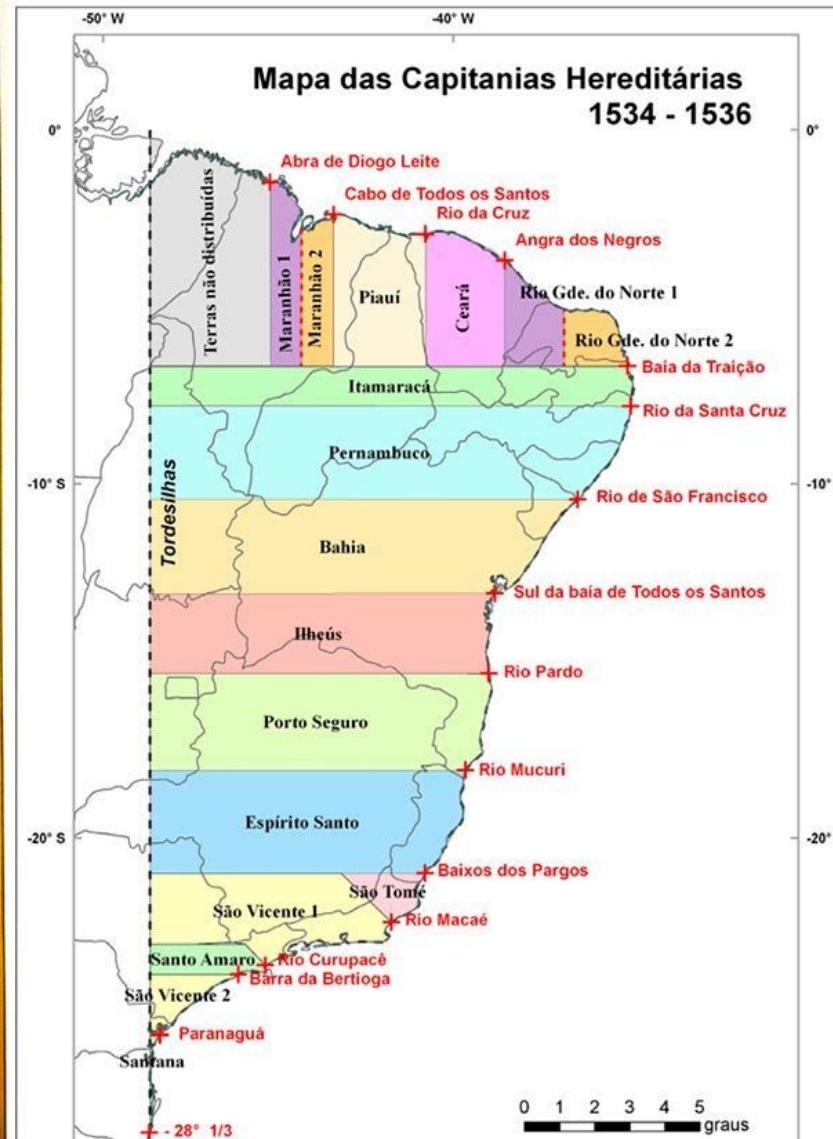 -50° W
-40° W
Mapa das Capitanias Hereditárias
1534 - 1536
0°
0°
Abra de Diogo Leite
Cabo de Todos os Santos
Rio da Cruz
Angra dos Negros
Terras não distribuídas
Maranhão 1
Maranhão 2
Piauí
Ceará
Rio Gde. do Norte 1
Rio Gde. do Norte 2
Baia da Traição
Itamaracá
Rio da Santa Cruz
Pernambuco
-10° S
-10°
Rio de São Francisco
Tordesilhas
Bahia
Sul da baía de Todos os Santos
Ilheús
Rio Pardo
Porto Seguro
Rio Mucuri
Espírito Santo
-20° S
-20°
Baixos dos Pargos
São Tomé
São Vicente 1
Rio Macaé
Santo Amaro
Rio Curupacê
Barra da Bertioga
São Vicente 2
Paranaguá
Santana
- 28° 1/3
0 1 2 3 4 5
graus